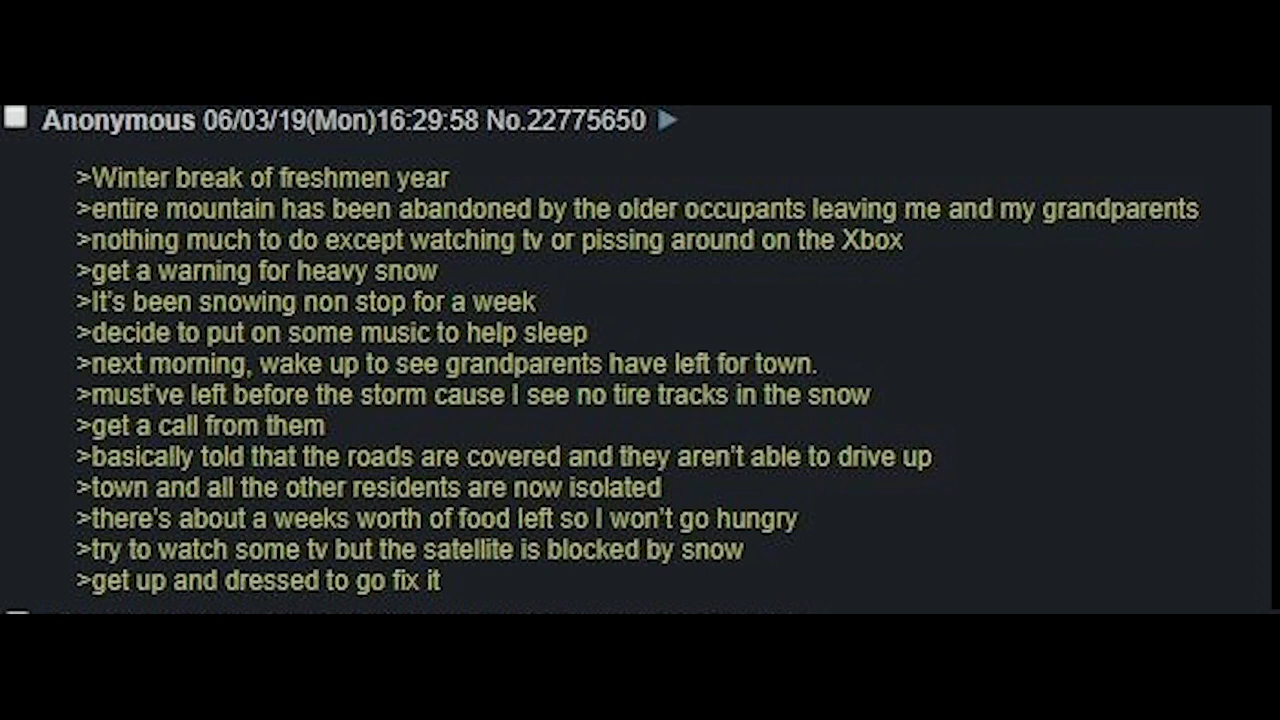 Anonymous 06/03/19(Mon)16:29:58 No.22775650
>Winter break of freshmen year
>entire mountain has been abandoned by the older occupants leaving me and my grandparents
>nothing much to do except watching tv or pissing around on the Xbox
>get a warning for heavy snow
>It's been snowing non stop for a week
>decide to put on some music to help sleep
>next morning, wake up to see grandparents have left for town.
>must've left before the storm cause I see no tire tracks in the snow
>get a call from them
>basically told that the roads are covered and they aren't able to drive up
>town and all the other residents are now isolated
>there's about a weeks worth of food left so I won't go hungry
>try to watch some tv but the satellite is blocked by snow
>get up and dressed to go fix it